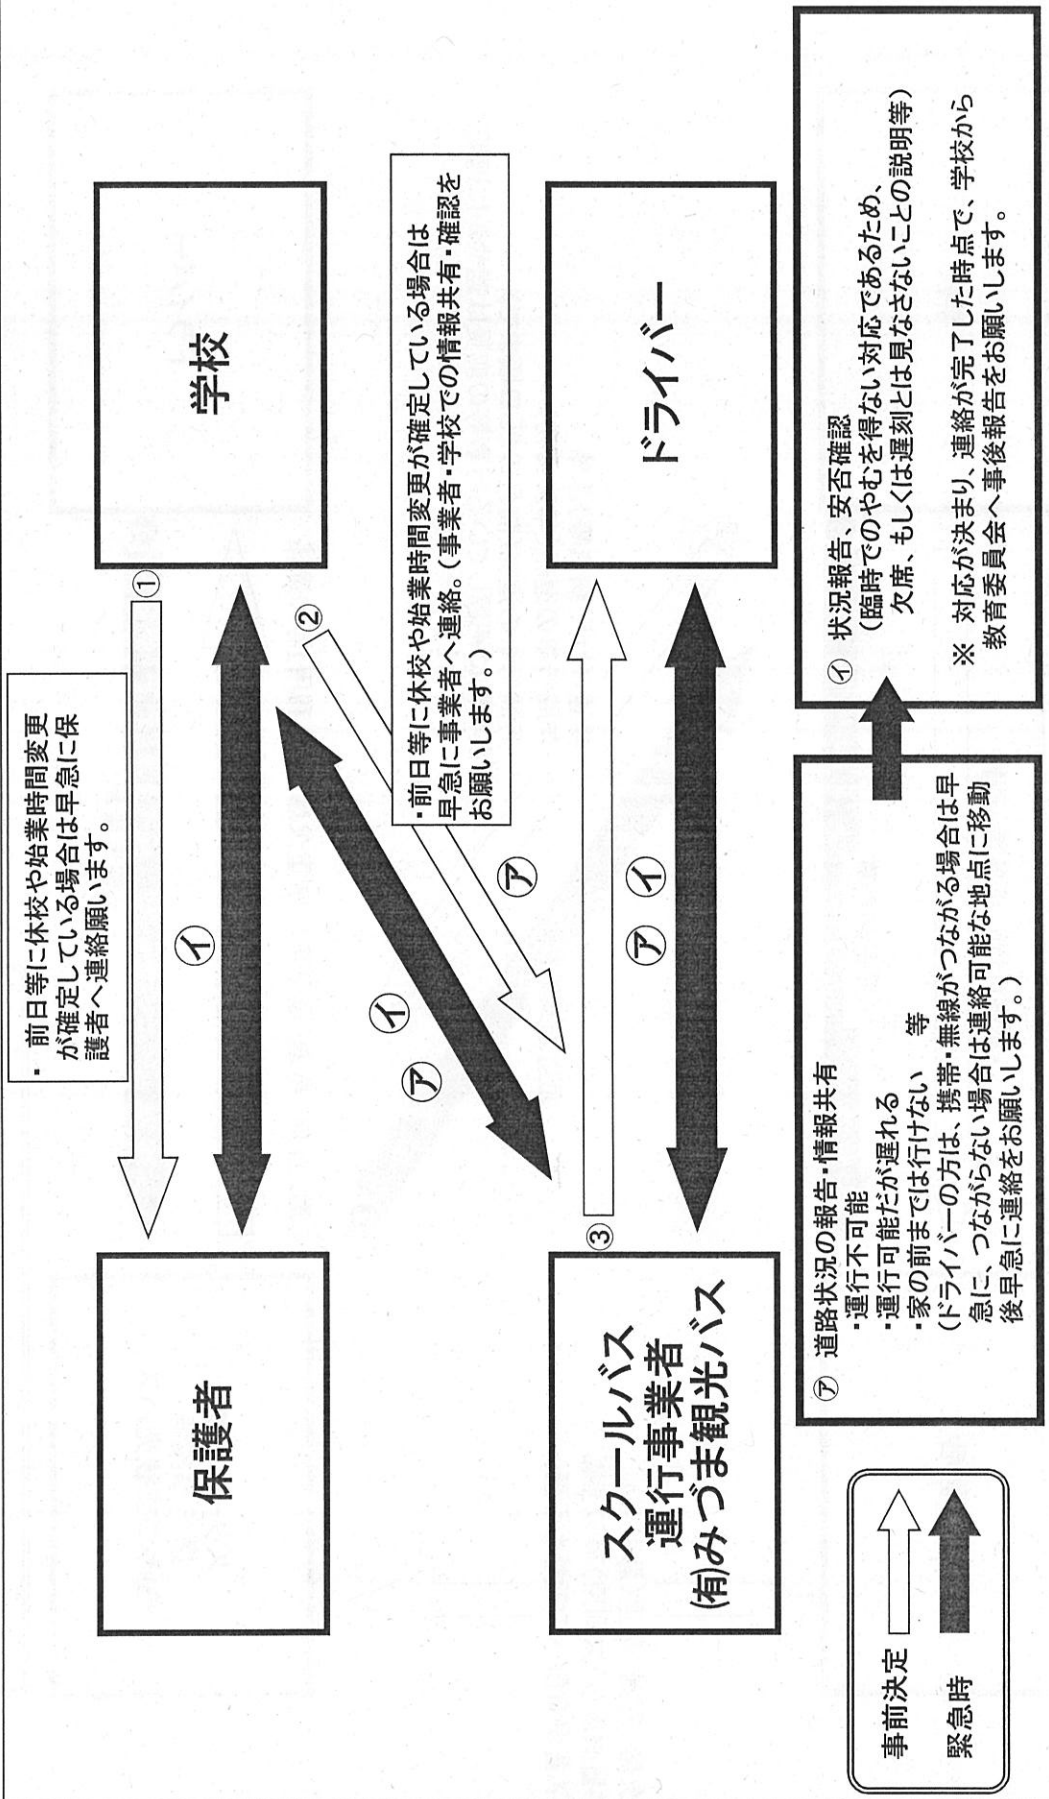 ・ 前日等に休校や始業時間変更
が確定している場合は早急に保
護者へ連絡願います。
保護者
①
学校
㋑
②
・前日等に休校や始業時間変更が確定している場合は
早急に事業者へ連絡。（事業者・学校での情報共有・確認を
お願いします。）
㋐ ㋑
㋐
スクールバス
運行事業者
(有)みづま観光バス
③
㋐ ㋑
ドライバー
事前決定
緊急時
㋐ 道路状況の報告・情報共有
・運行不可能
・運行可能だが遅れる
・家の前までは行けない 等
（ドライバーの方は、携帯・無線がつながる場合は早
急に、つながらない場合は連絡可能な地点に移動
後早急に連絡をお願いします。）
㋑ 状況報告、安否確認
（臨時でのやむを得ない対応であるため、
欠席、もしくは遅刻とは見なさないことの説明等）
※ 対応が決まり、連絡が完了した時点で、学校から
教育委員会へ事後報告をお願いします。